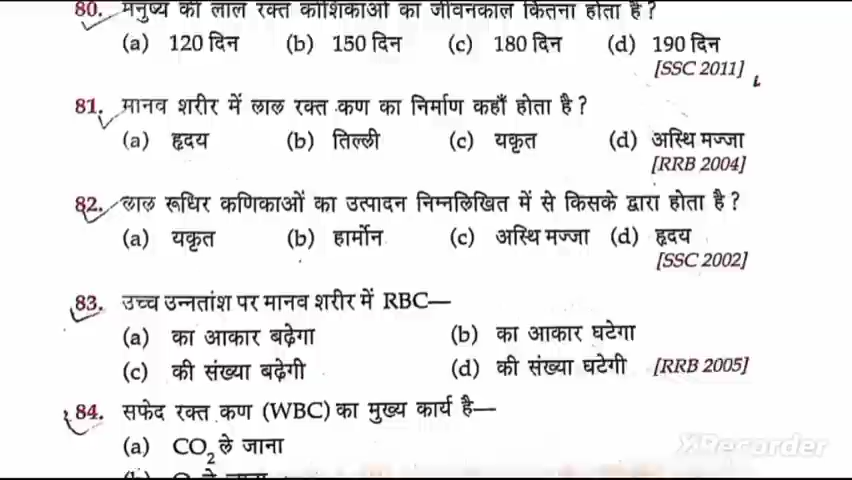 80. मनुष्य की लाल रक्त कोशिकाओं का जीवनकाल कितना होता है?
(a) 120 दिन (b) 150 दिन (c) 180 दिन (d) 190 दिन
[SSC 2011]
81. मानव शरीर में लाल रक्त कण का निर्माण कहाँ होता है?
(a) हृदय (b) तिल्ली (c) यकृत (d) अस्थि मज्जा
[RRB 2004]
82. लाल रूधिर कणिकाओं का उत्पादन निम्नलिखित में से किसके द्वारा होता है?
(a) यकृत (b) हार्मोन (c) अस्थि मज्जा (d) हृदय
[SSC 2002]
83. उच्च उन्नतांश पर मानव शरीर में RBC—
(a) का आकार बढ़ेगा (b) का आकार घटेगा
(c) की संख्या बढ़ेगी (d) की संख्या घटेगी [RRB 2005]
84. सफेद रक्त कण (WBC) का मुख्य कार्य है—
(a) CO₂ ले जाना
XRecorder